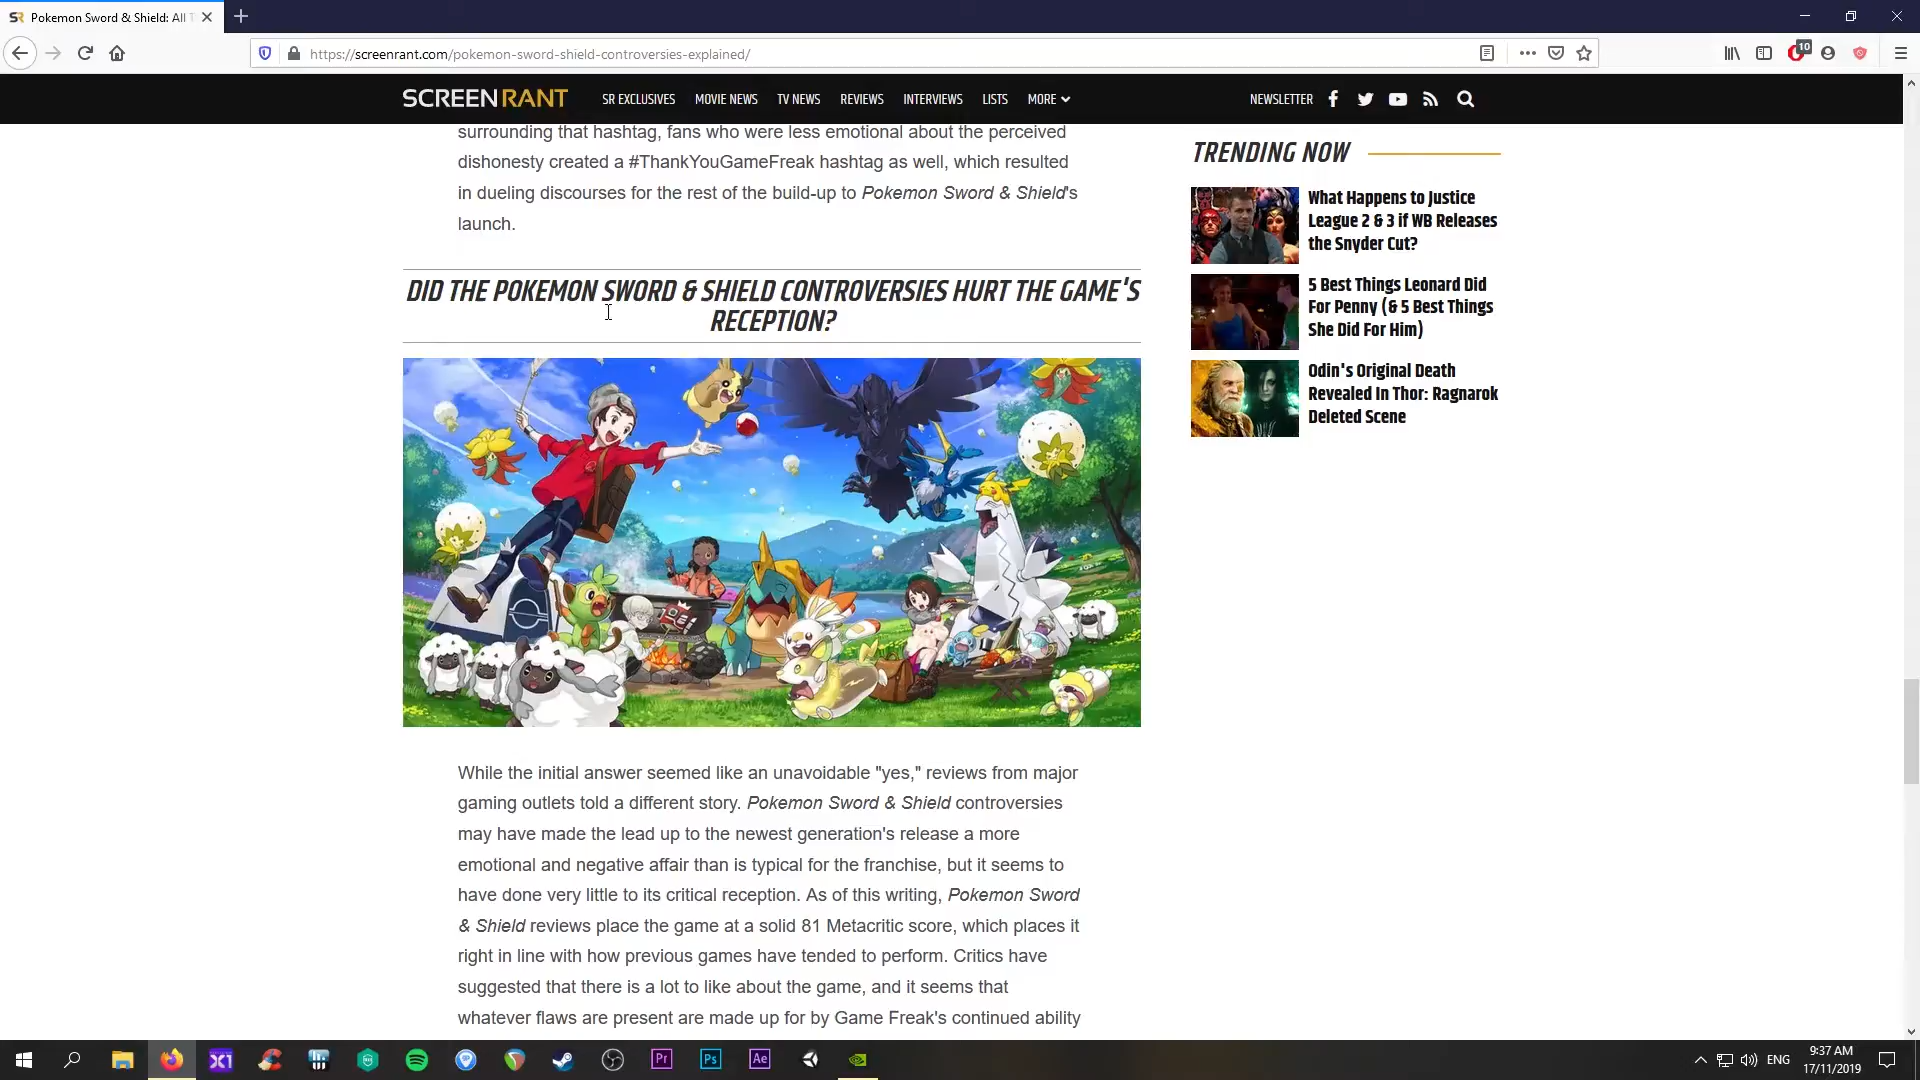 Pokemon Sword & Shield: All T
https://screenrant.com/pokemon-sword-shield-controversies-explained/
10
SCREENRANT
SR EXCLUSIVES
MOVIE NEWS
TV NEWS
REVIEWS
INTERVIEWS
LISTS
MORE
NEWSLETTER
surrounding that hashtag, fans who were less emotional about the perceived
dishonesty created a #ThankYouGameFreak hashtag as well, which resulted
in dueling discourses for the rest of the build-up to Pokemon Sword & Shield's
launch.
DID THE POKEMON SWORD & SHIELD CONTROVERSIES HURT THE GAME'S
RECEPTION?
While the initial answer seemed like an unavoidable "yes," reviews from major
gaming outlets told a different story. Pokemon Sword & Shield controversies
may have made the lead up to the newest generation's release a more
emotional and negative affair than is typical for the franchise, but it seems to
have done very little to its critical reception. As of this writing, Pokemon Sword
& Shield reviews place the game at a solid 81 Metacritic score, which places it
right in line with how previous games have tended to perform. Critics have
suggested that there is a lot to like about the game, and it seems that
whatever flaws are present are made up for by Game Freak's continued ability
TRENDING NOW
What Happens to Justice
League 2 & 3 if WB Releases
the Snyder Cut?
5 Best Things Leonard Did
For Penny (& 5 Best Things
She Did For Him)
Odin's Original Death
Revealed In Thor: Ragnarok
Deleted Scene
X1
Pr
Ps
Ae
ENG
9:37 AM
17/11/2019